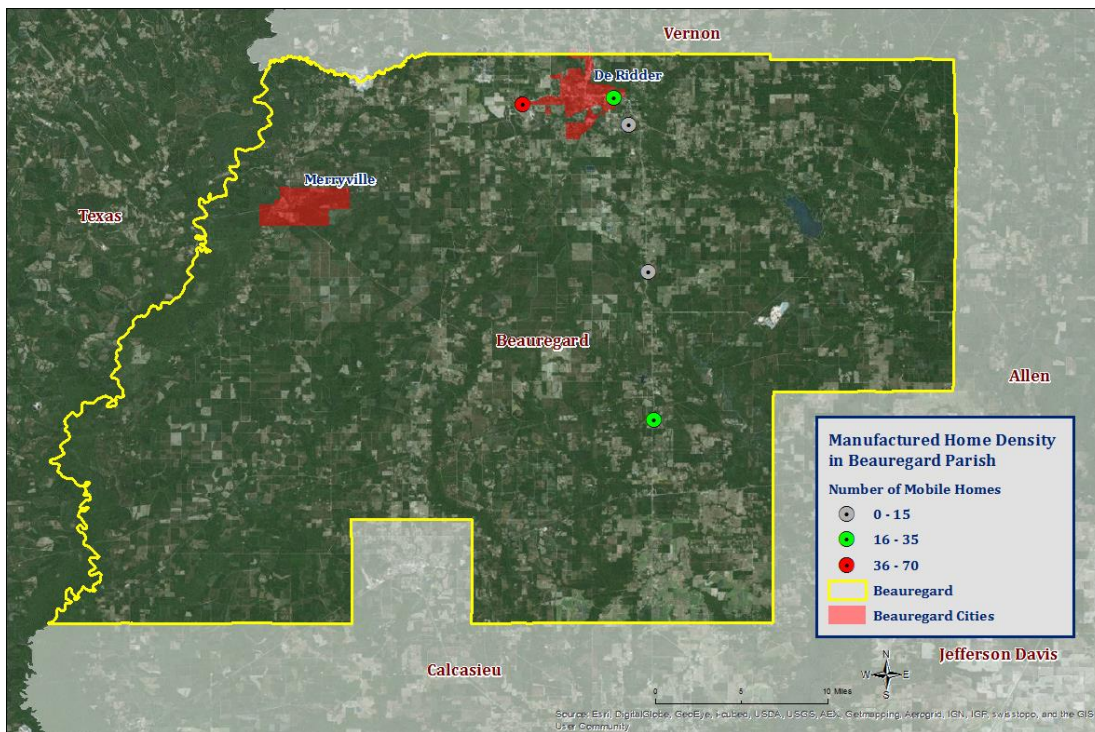 Vernon
De Ridder
Merryville
Texas
Beauregard
Allen
Manufactured Home Density
in Beauregard Parish
Number of Mobile Homes
0 - 15
16 - 35
36 - 70
Beauregard
Beauregard Cities
Jefferson Davis
Calcasieu
N
W
E
S
0
5
10 Miles
Source: Esri, DigitalGlobe, GeoEye, i-cubed, USDA, USGS, AEX, Getmapping, Aerogrid, IGN, IGP, swisstopo, and the GIS
User Community